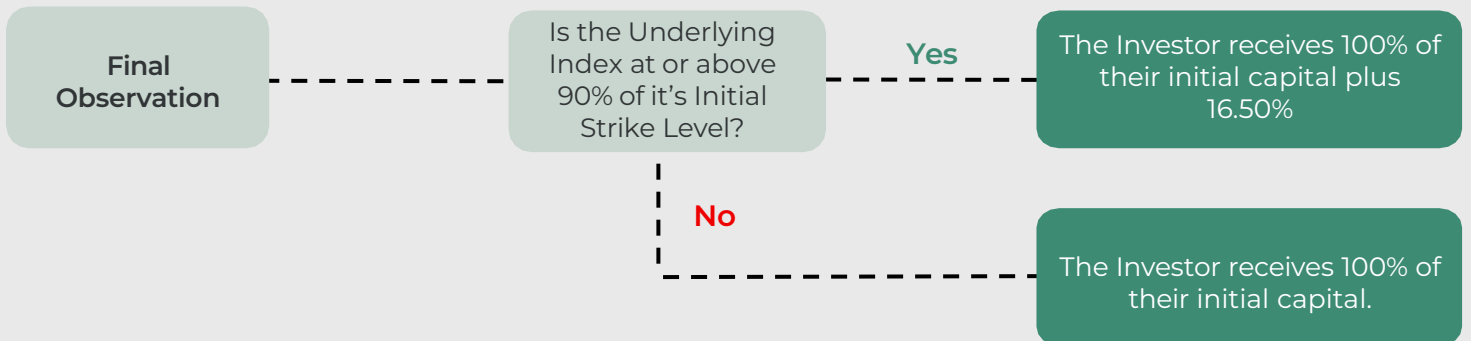 Final
Observation
Is the Underlying
Index at or above
90% of it’s Initial
Strike Level?
Yes
The Investor receives 100% of
their initial capital plus
16.50%
No
The Investor receives 100% of
their initial capital.